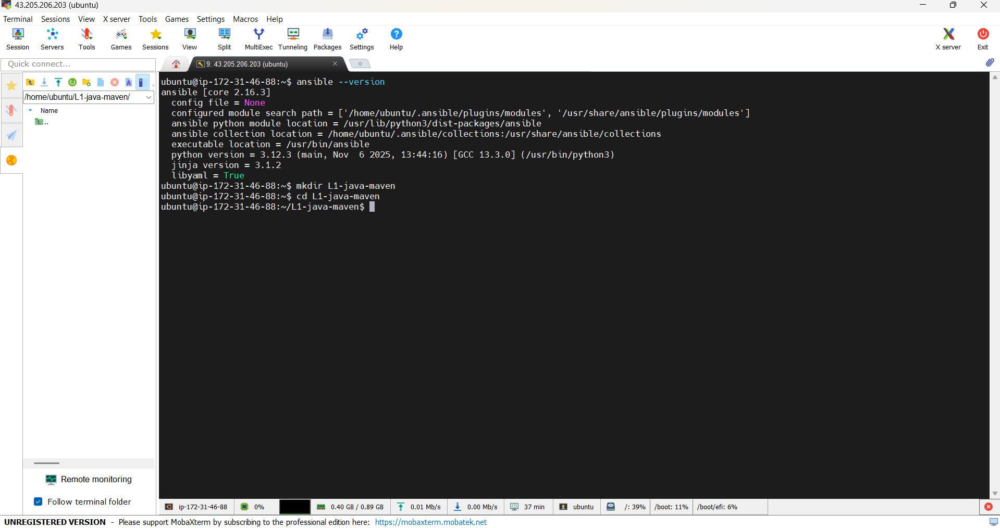 43.205.206.203 (ubuntu)
Terminal Sessions View X server Tools Games Settings Macros Help
Session Servers Tools Games Sessions View Split MultiExec Tunneling Packages Settings Help X server Exit
Quick connect...
9. 43.205.206.203 (ubuntu)
/home/ubuntu/L1-java-maven/
Name
..
ubuntu@ip-172-31-46-88:~$ ansible --version
ansible [core 2.16.3]
  config file = None
  configured module search path = ['/home/ubuntu/.ansible/plugins/modules', '/usr/share/ansible/plugins/modules']
  ansible python module location = /usr/lib/python3/dist-packages/ansible
  ansible collection location = /home/ubuntu/.ansible/collections:/usr/share/ansible/collections
  executable location = /usr/bin/ansible
  python version = 3.12.3 (main, Nov  6 2025, 13:44:16) [GCC 13.3.0] (/usr/bin/python3)
  jinja version = 3.1.2
  libyaml = True
ubuntu@ip-172-31-46-88:~$ mkdir L1-java-maven
ubuntu@ip-172-31-46-88:~$ cd L1-java-maven
ubuntu@ip-172-31-46-88:~/L1-java-maven$
Remote monitoring
Follow terminal folder
ip-172-31-46-88 0% 0.40 GB / 0.89 GB 0.01 Mb/s 0.00 Mb/s 37 min ubuntu /: 39% /boot: 11% /boot/efi: 6%
UNREGISTERED VERSION - Please support MobaXterm by subscribing to the professional edition here: https://mobaxterm.mobatek.net